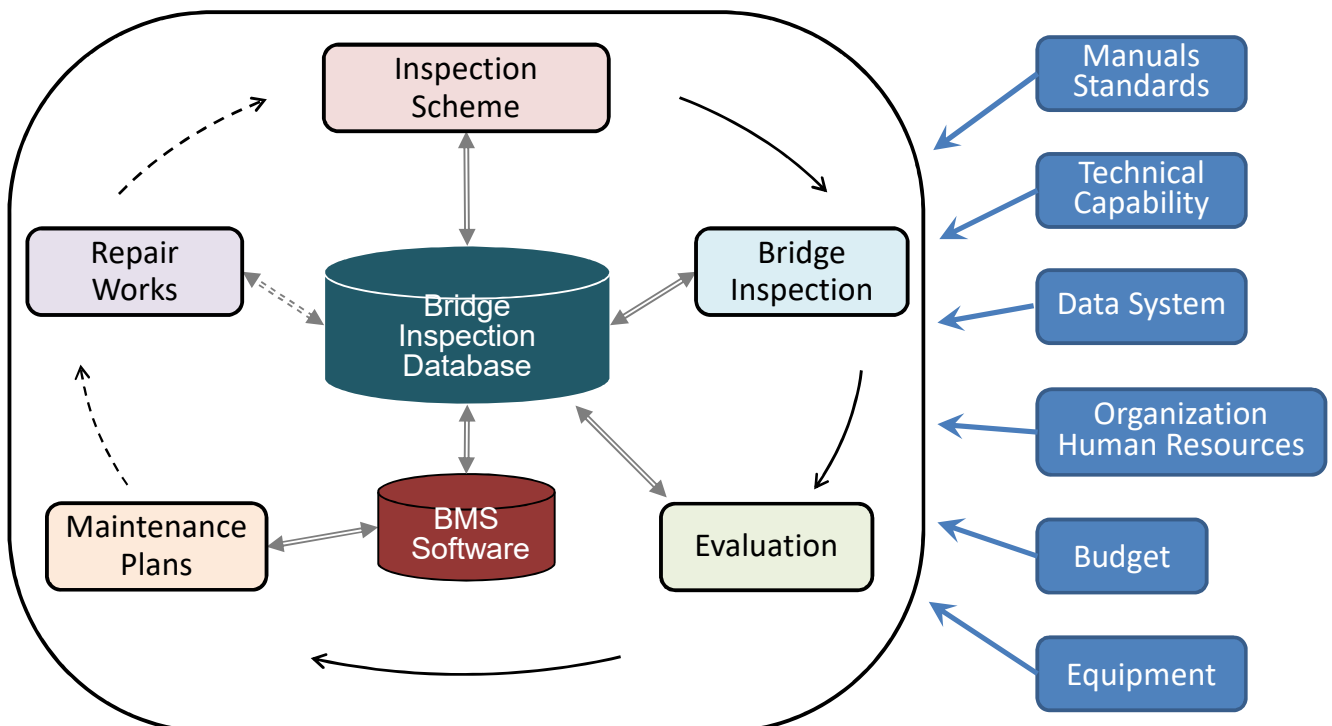 Inspection
Scheme
Manuals
Standards
Technical
Capability
Repair
Works
Bridge
Inspection
Bridge
Inspection
Database
Data System
Organization
Human Resources
Maintenance
Plans
BMS
Software
Evaluation
Budget
Equipment